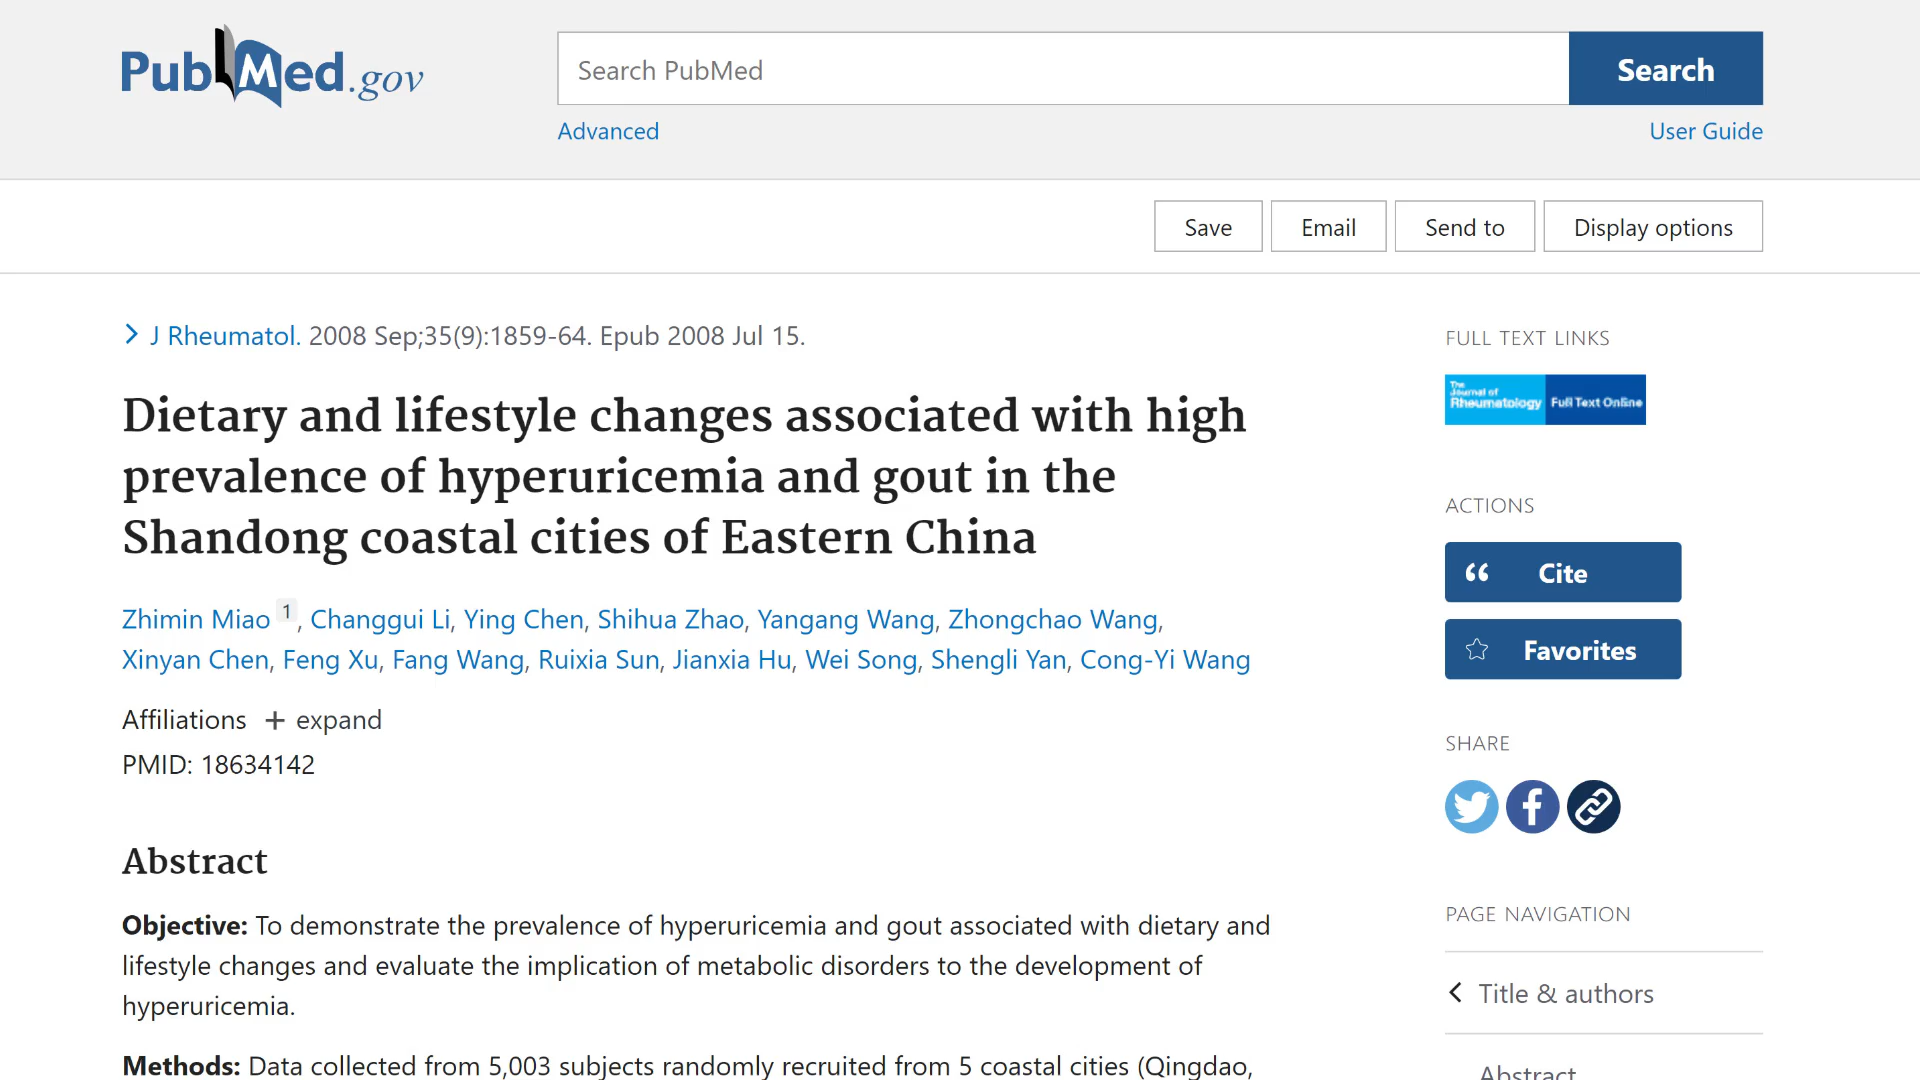 PubMed.gov
Search PubMed
Search
Advanced
User Guide
Save
Email
Send to
Display options
J Rheumatol. 2008 Sep;35(9):1859-64. Epub 2008 Jul 15.
Dietary and lifestyle changes associated with high
prevalence of hyperuricemia and gout in the
Shandong coastal cities of Eastern China
Zhimin Miao 1, Changgui Li, Ying Chen, Shihua Zhao, Yangang Wang, Zhongchao Wang,
Xinyan Chen, Feng Xu, Fang Wang, Ruixia Sun, Jianxia Hu, Wei Song, Shengli Yan, Cong-Yi Wang
Affiliations + expand
PMID: 18634142
Abstract
Objective: To demonstrate the prevalence of hyperuricemia and gout associated with dietary and
lifestyle changes and evaluate the implication of metabolic disorders to the development of
hyperuricemia.
Methods: Data collected from 5,003 subjects randomly recruited from 5 coastal cities (Qingdao,
FULL TEXT LINKS
The
Journal of
Rheumatology
Full Text Online
ACTIONS
Cite
Favorites
SHARE
PAGE NAVIGATION
Title & authors
Abstract